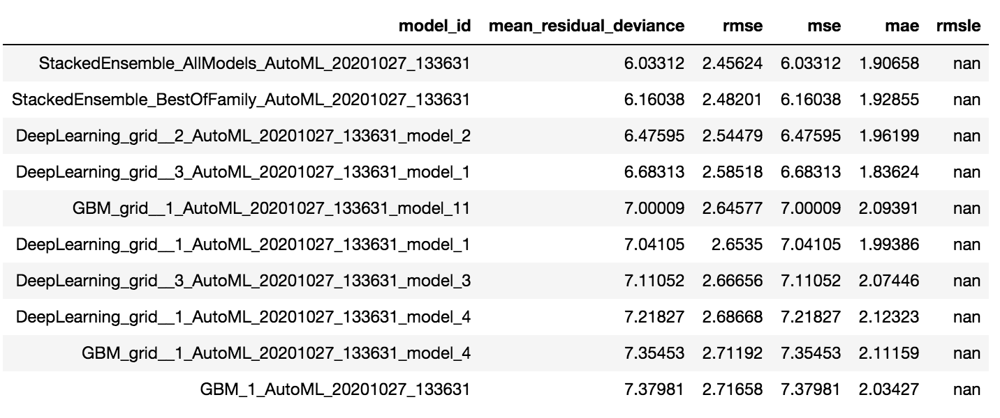 model_id mean_residual_deviance rmse mse mae rmsle
StackedEnsemble_AllModels_AutoML_20201027_133631 6.03312 2.45624 6.03312 1.90658 nan
StackedEnsemble_BestOfFamily_AutoML_20201027_133631 6.16038 2.48201 6.16038 1.92855 nan
DeepLearning_grid__2_AutoML_20201027_133631_model_2 6.47595 2.54479 6.47595 1.96199 nan
DeepLearning_grid__3_AutoML_20201027_133631_model_1 6.68313 2.58518 6.68313 1.83624 nan
GBM_grid__1_AutoML_20201027_133631_model_11 7.00009 2.64577 7.00009 2.09391 nan
DeepLearning_grid__1_AutoML_20201027_133631_model_1 7.04105 2.6535 7.04105 1.99386 nan
DeepLearning_grid__3_AutoML_20201027_133631_model_3 7.11052 2.66656 7.11052 2.07446 nan
DeepLearning_grid__1_AutoML_20201027_133631_model_4 7.21827 2.68668 7.21827 2.12323 nan
GBM_grid__1_AutoML_20201027_133631_model_4 7.35453 2.71192 7.35453 2.11159 nan
GBM_1_AutoML_20201027_133631 7.37981 2.71658 7.37981 2.03427 nan